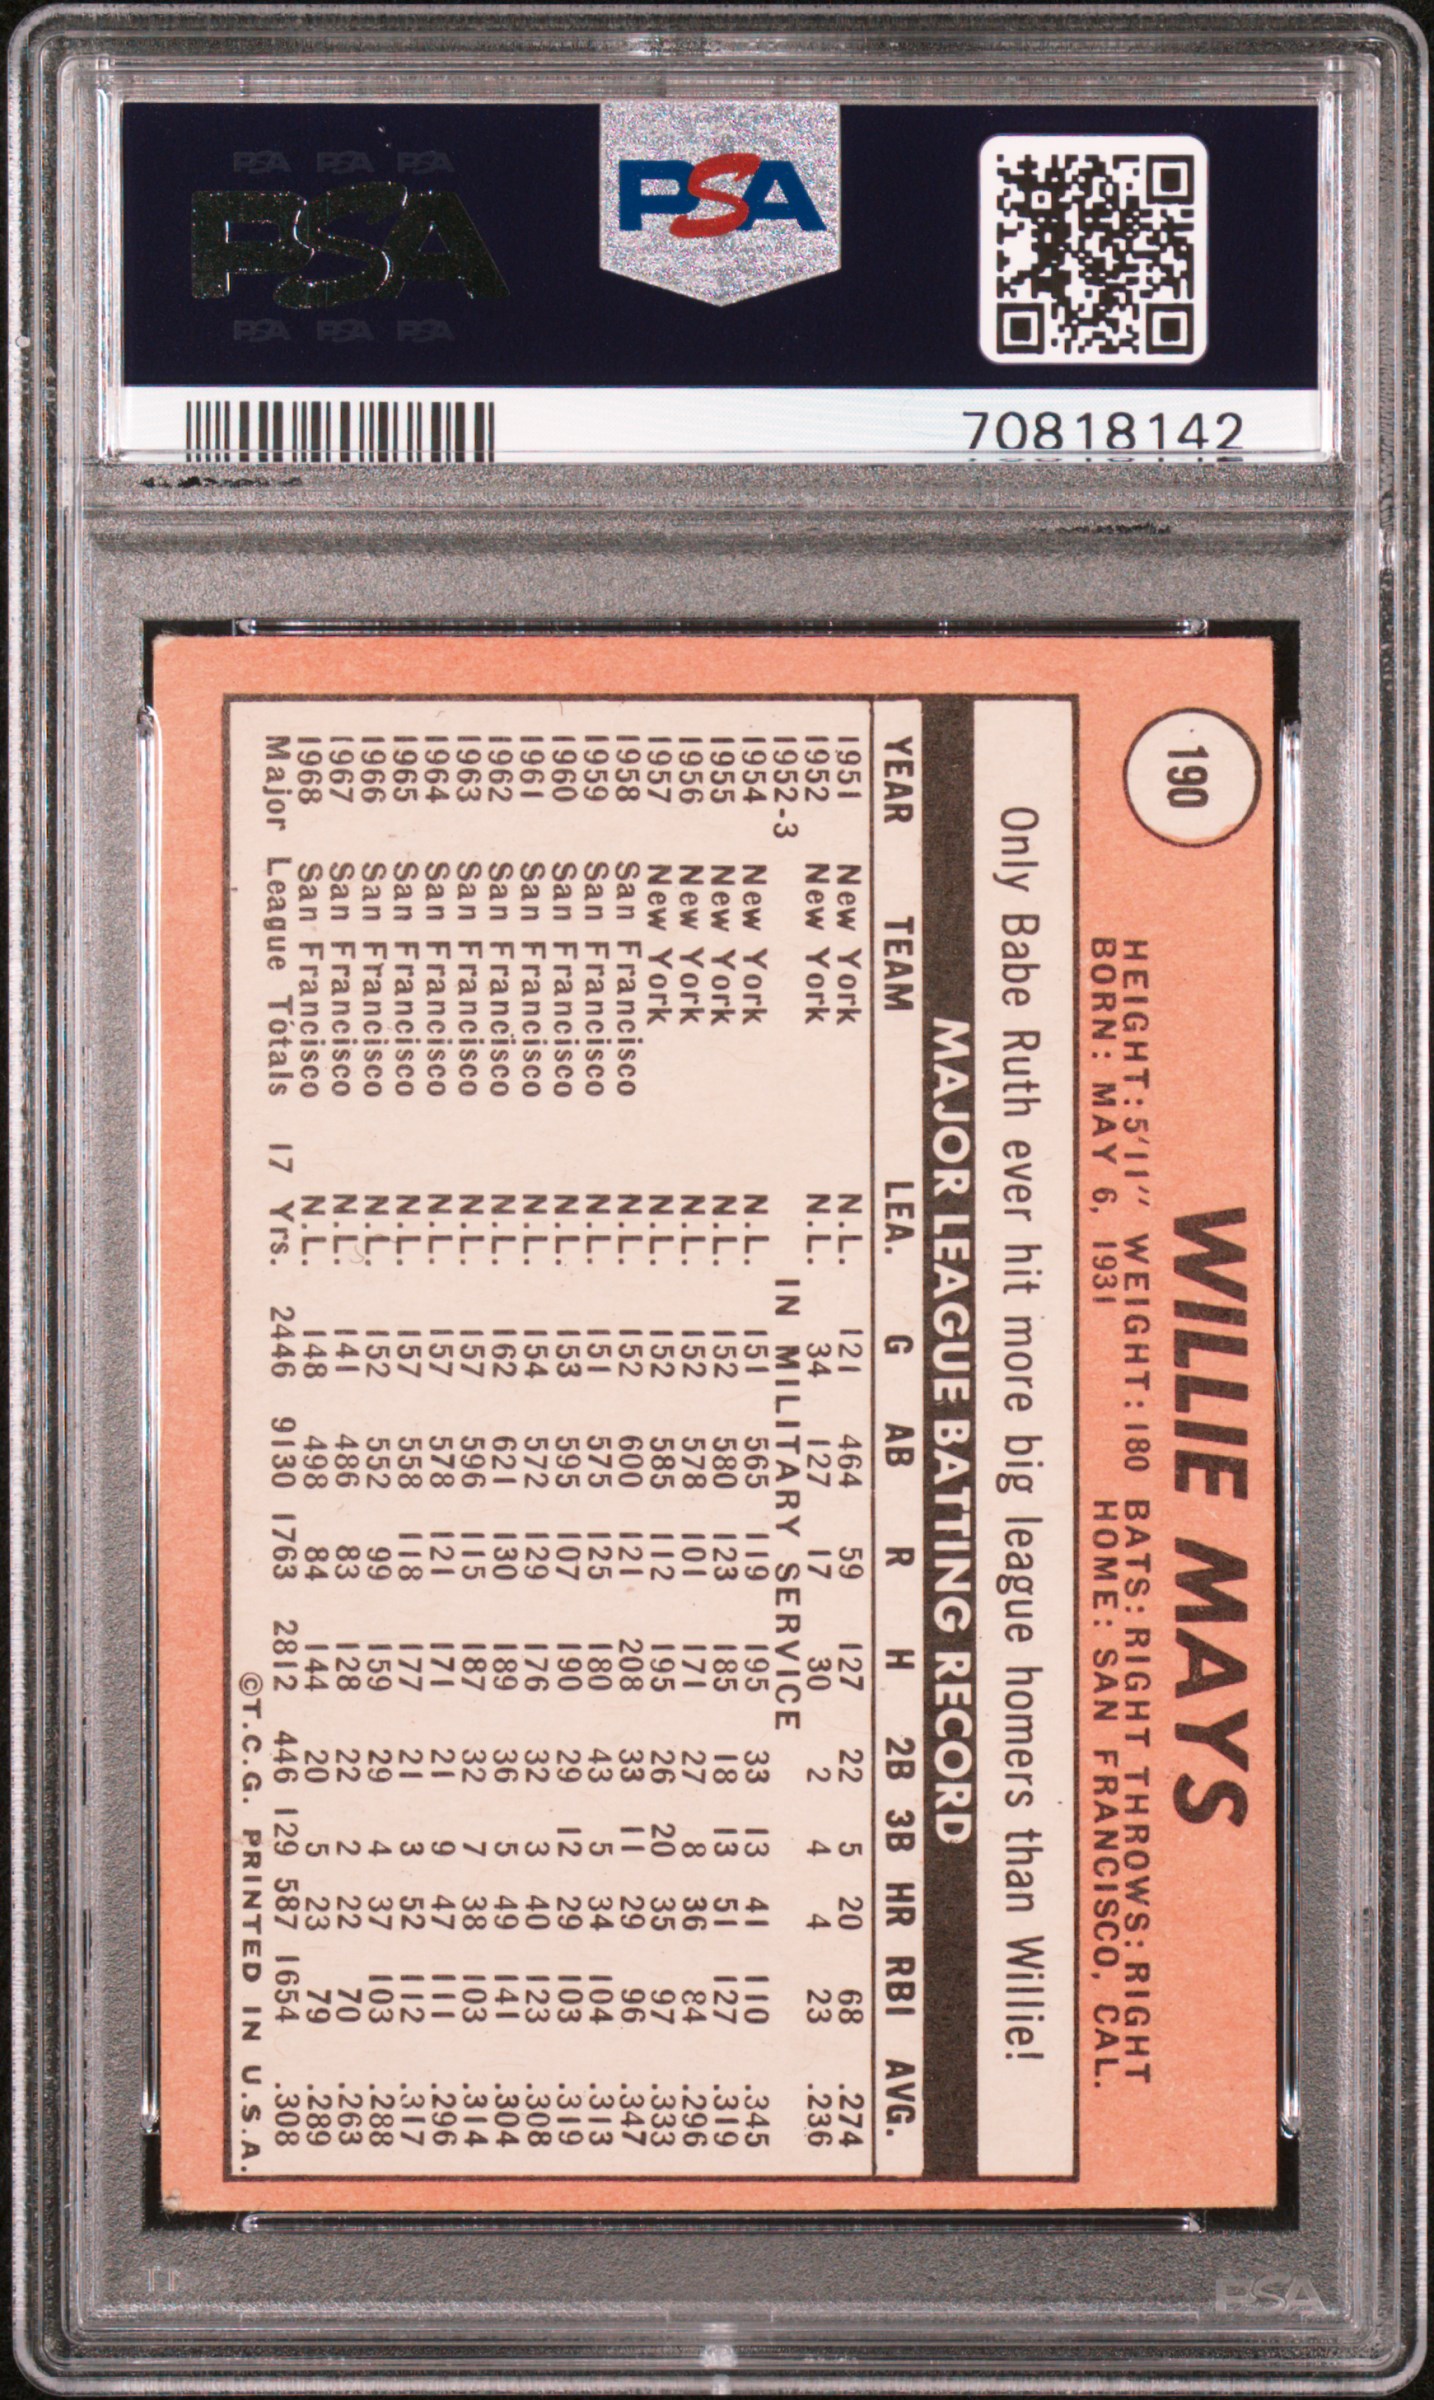 PSA PSA PSA
PSA
PSA PSA PSA
PSA
70818142
190
WILLIE MAYS
HEIGHT: 5'11" WEIGHT: 180 BATS: RIGHT THROWS: RIGHT
BORN: MAY 6, 1931 HOME: SAN FRANCISCO, CAL.
Only Babe Ruth ever hit more big league homers than Willie!
MAJOR LEAGUE BATTING RECORD
YEAR TEAM LEA. G AB R H 2B 3B HR RBI AVG.
1951 New York N.L. 121 464 59 127 22 5 20 68 .274
1952 New York N.L. 34 127 17 30 2 4 4 23 .236
1952-3 IN MILITARY SERVICE
1954 New York N.L. 151 565 119 195 33 13 41 110 .345
1955 New York N.L. 152 580 123 185 18 13 51 127 .319
1956 New York N.L. 152 578 101 171 27 8 36 84 .296
1957 New York N.L. 152 585 112 195 26 20 35 97 .333
1958 San Francisco N.L. 152 600 121 208 33 11 29 96 .347
1959 San Francisco N.L. 151 575 125 180 43 5 34 104 .313
1960 San Francisco N.L. 153 595 107 190 29 12 29 103 .319
1961 San Francisco N.L. 154 572 129 176 32 3 40 123 .308
1962 San Francisco N.L. 162 621 130 189 36 5 49 141 .304
1963 San Francisco N.L. 157 596 115 187 32 7 38 103 .314
1964 San Francisco N.L. 157 578 121 171 21 9 47 111 .296
1965 San Francisco N.L. 157 558 118 177 21 3 52 112 .317
1966 San Francisco N.L. 152 552 99 159 29 4 37 103 .288
1967 San Francisco N.L. 141 486 83 128 22 2 22 70 .263
1968 San Francisco N.L. 148 498 84 144 20 5 23 79 .289
Major League Totals 17 Yrs. 2446 9130 1763 2812 446 129 587 1654 .308
©T.C.G. PRINTED IN U.S.A.
PSA